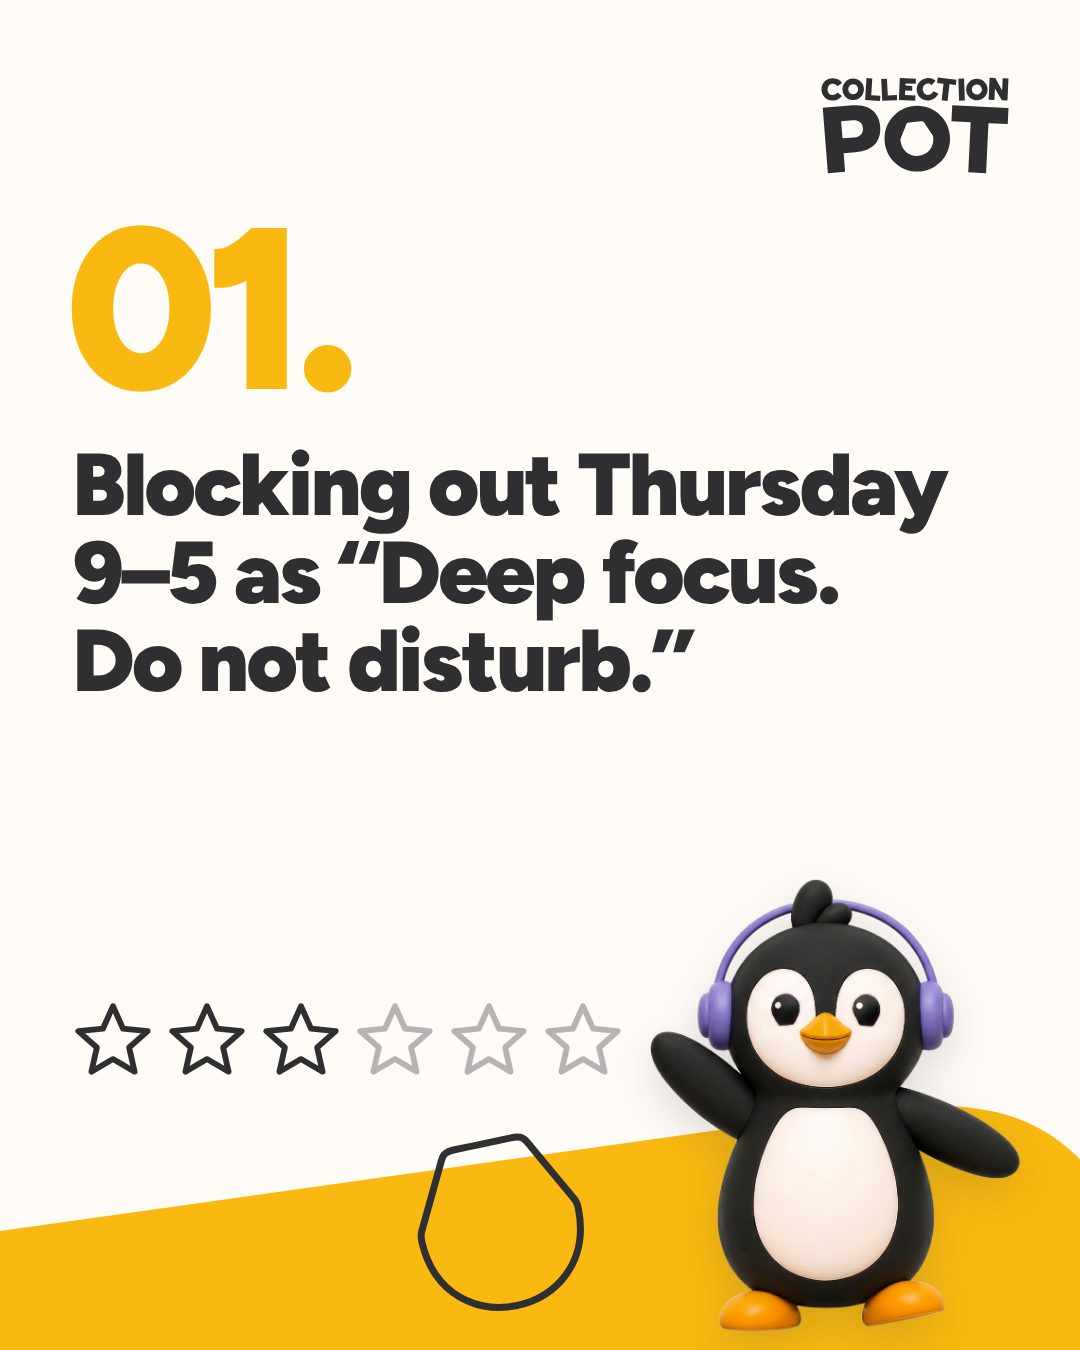 COLLECTION
POT
01.
Blocking out Thursday
9–5 as “Deep focus.
Do not disturb.”